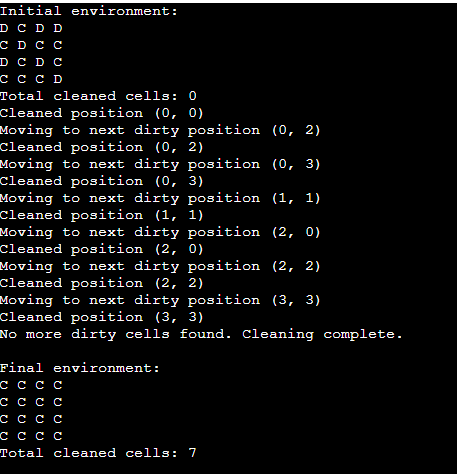 Initial environment:
D C D D
C D C C
D C D C
C C C D
Total cleaned cells: 0
Cleaned position (0, 0)
Moving to next dirty position (0, 2)
Cleaned position (0, 2)
Moving to next dirty position (0, 3)
Cleaned position (0, 3)
Moving to next dirty position (1, 1)
Cleaned position (1, 1)
Moving to next dirty position (2, 0)
Cleaned position (2, 0)
Moving to next dirty position (2, 2)
Cleaned position (2, 2)
Moving to next dirty position (3, 3)
Cleaned position (3, 3)
No more dirty cells found. Cleaning complete.
Final environment:
C C C C
C C C C
C C C C
C C C C
Total cleaned cells: 7